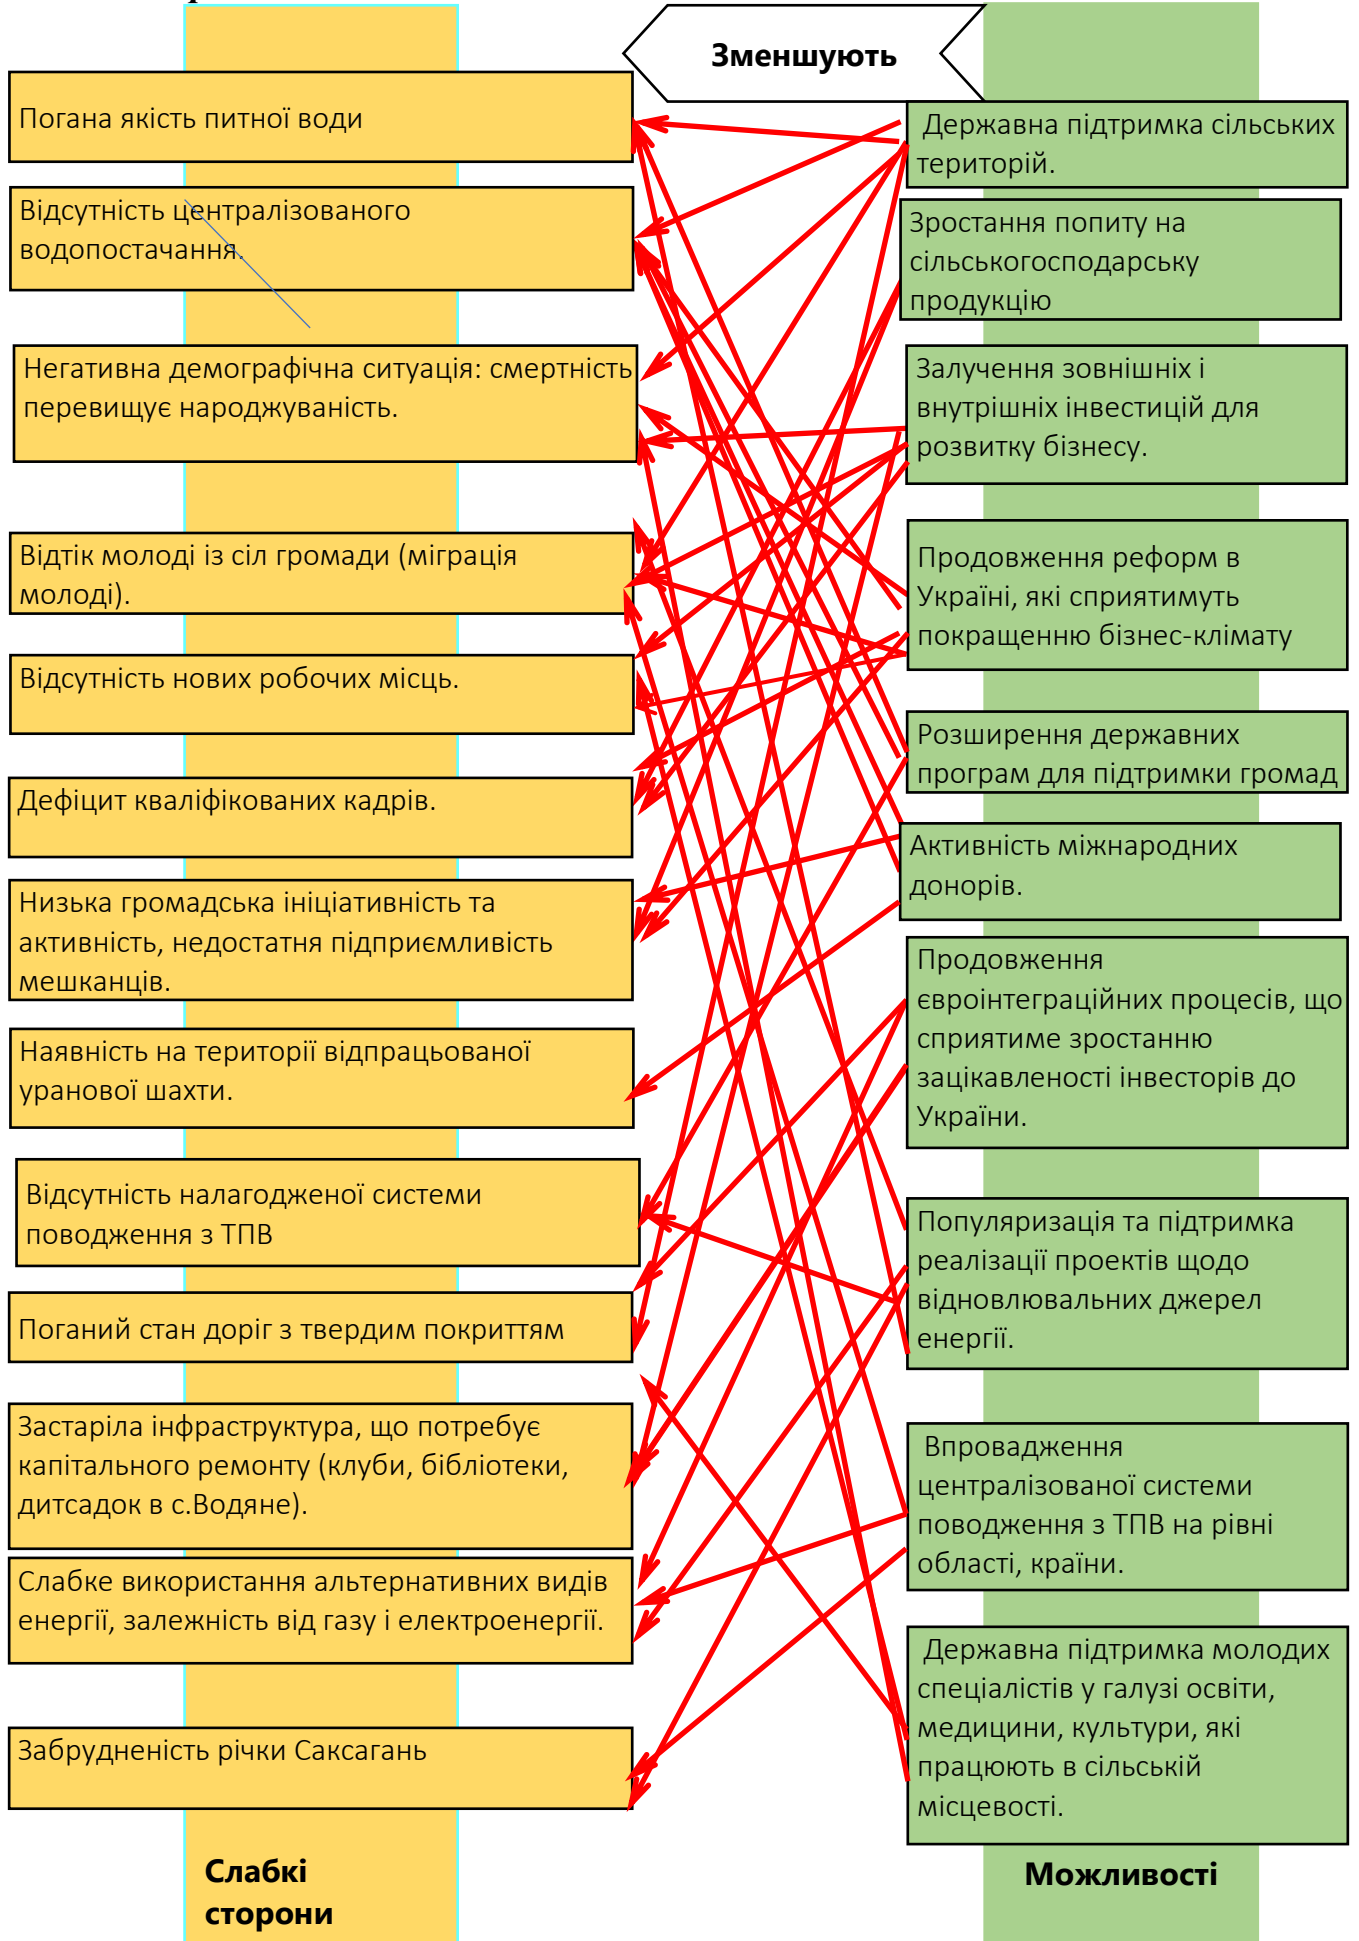 Зменшують
Погана якість питної води
Відсутність централізованого
водопостачання.
Негативна демографічна ситуація: смертність
перевищує народжуваність.
Відтік молоді із сіл громади (міграція
молоді).
Відсутність нових робочих місць.
Дефіцит кваліфікованих кадрів.
Низька громадська ініціативність та
активність, недостатня підприємливість
мешканців.
Наявність на території відпрацьованої
уранової шахти.
Відсутність налагодженої системи
поводження з ТПВ
Поганий стан доріг з твердим покриттям
Застаріла інфраструктура, що потребує
капітального ремонту (клуби, бібліотеки,
дитсадок в с.Водяне).
Слабке використання альтернативних видів
енергії, залежність від газу і електроенергії.
Забрудненість річки Саксагань
Слабкі
сторони
Державна підтримка сільських
територій.
Зростання попиту на
сільськогосподарську
продукцію
Залучення зовнішніх і
внутрішніх інвестицій для
розвитку бізнесу.
Продовження реформ в
Україні, які сприятимуть
покращенню бізнес-клімату
Розширення державних
програм для підтримки громад
Активність міжнародних
донорів.
Продовження
євроінтеграційних процесів, що
сприятиме зростанню
зацікавленості інвесторів до
України.
Популяризація та підтримка
реалізації проектів щодо
відновлювальних джерел
енергії.
Впровадження
централізованої системи
поводження з ТПВ на рівні
області, країни.
Державна підтримка молодих
спеціалістів у галузі освіти,
медицини, культури, які
працюють в сільській
місцевості.
Можливості